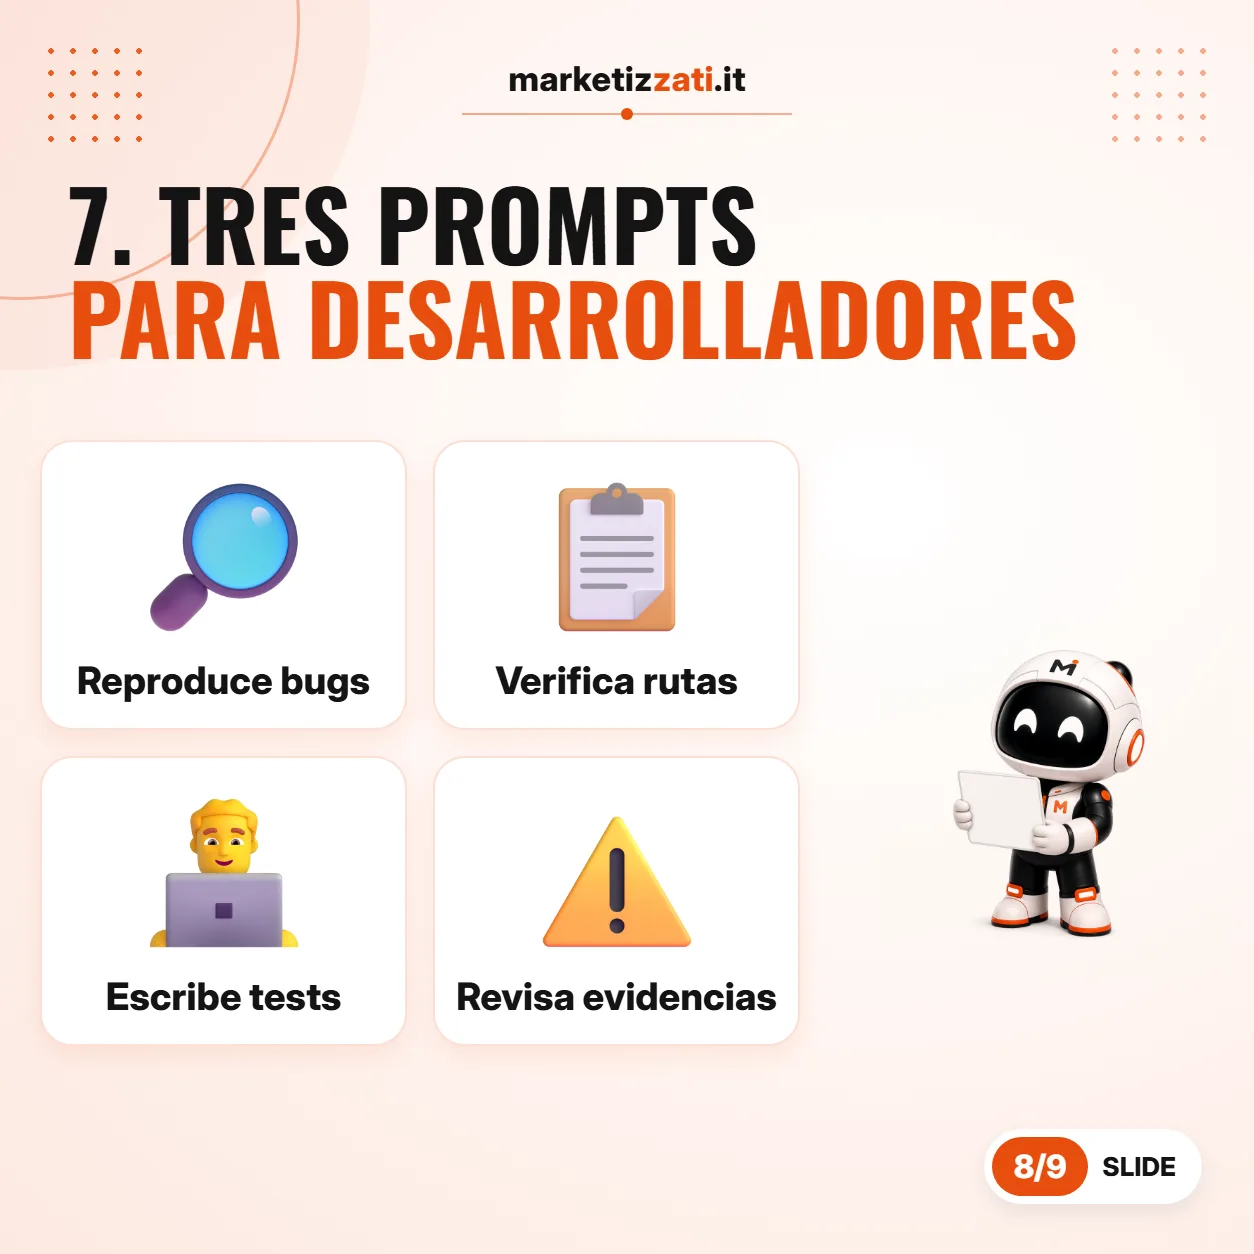 marketizzati.it
7. TRES PROMPTS
PARA DESARROLLADORES
Reproduce bugs
Verifica rutas
Escribe tests
Revisa evidencias
M
M
8/9 SLIDE